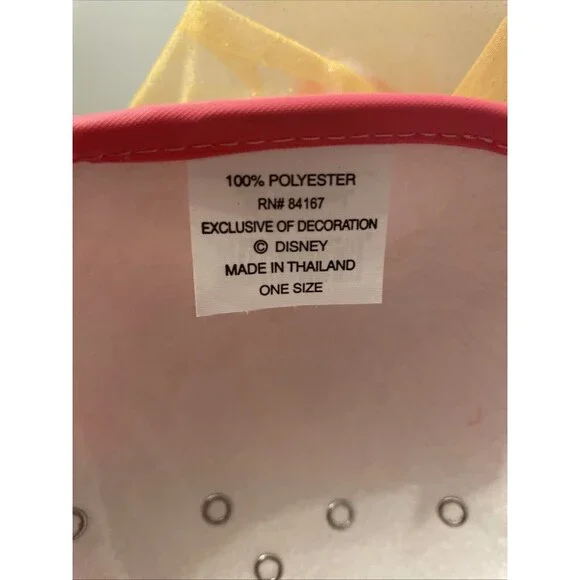 100% POLYESTER
RN# 84167
EXCLUSIVE OF DECORATION
© DISNEY
MADE IN THAILAND
ONE SIZE